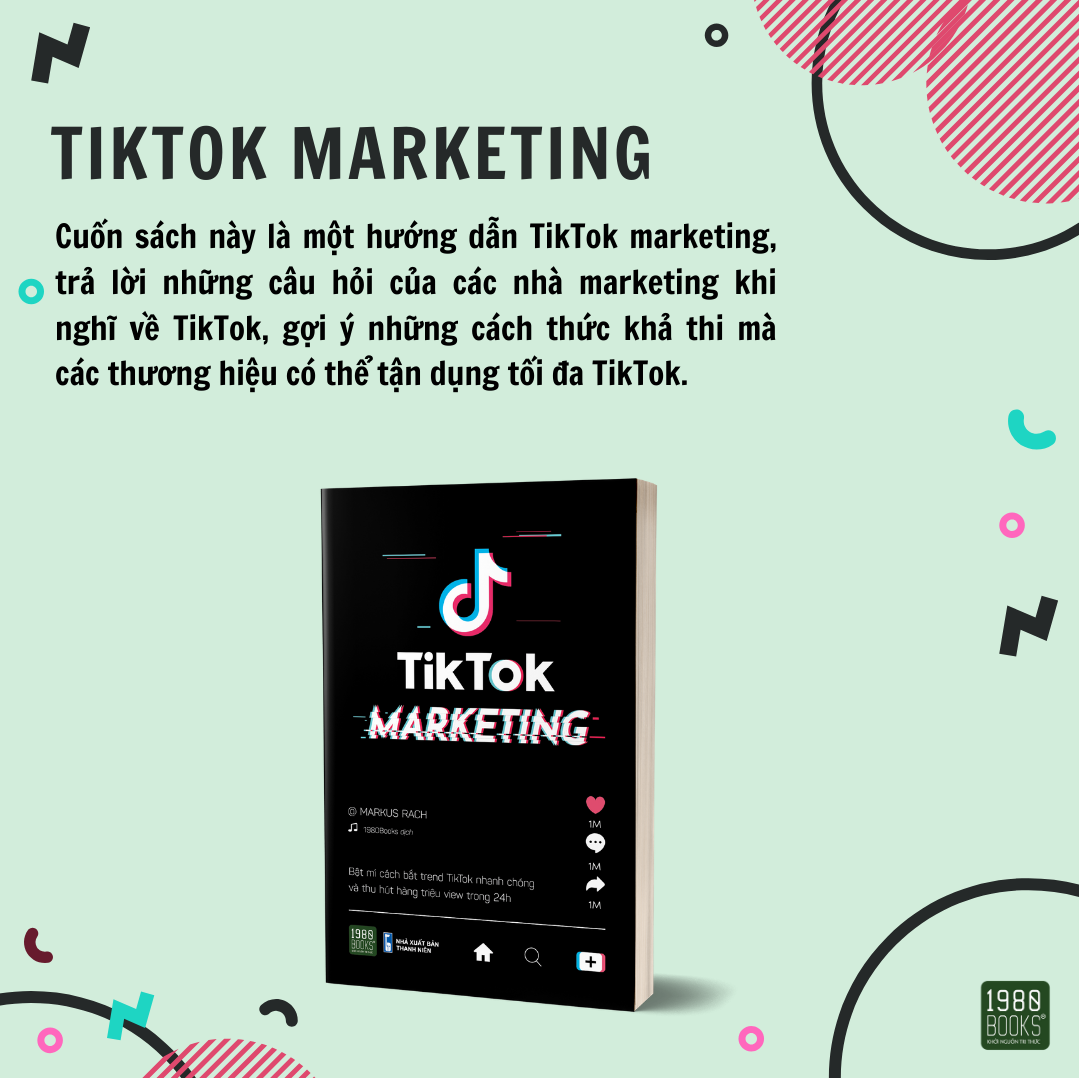 TIKTOK MARKETING
Cuốn sách này là một hướng dẫn TikTok marketing,
trả lời những câu hỏi của các nhà marketing khi
nghĩ về TikTok, gợi ý những cách thức khả thi mà
các thương hiệu có thể tận dụng tối đa TikTok.
TikTok
MARKETING
@ MARKUS RACH
1980Books dịch
1M
1M
1M
Bật mí cách bắt trend TikTok nhanh chóng
và thu hút hàng triệu view trong 24h
1980
BOOKS
NHÀ XUẤT BẢN
THANH NIÊN
1980
BOOKS®
KHƠI NGUỒN TRI THỨC